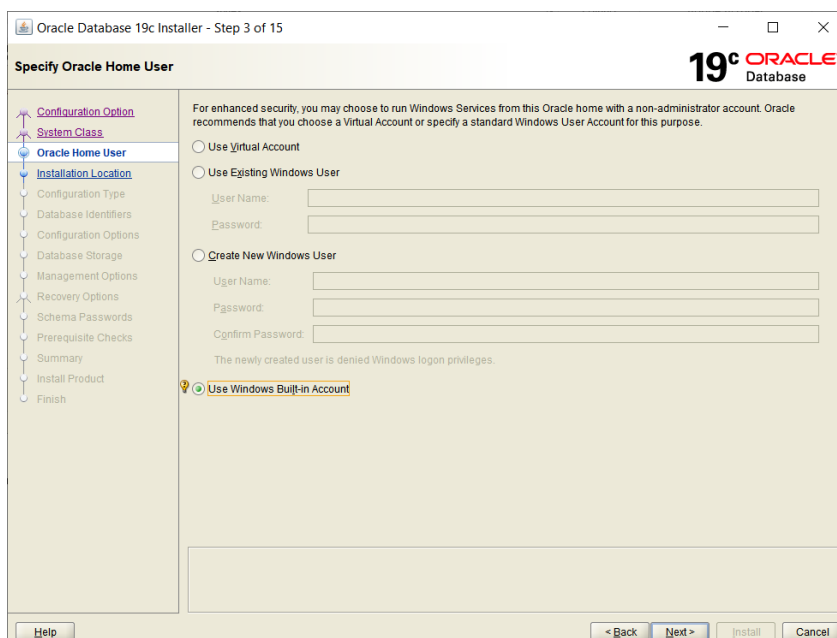 Oracle Database 19c Installer - Step 3 of 15
Specify Oracle Home User
19c ORACLE
Database
Configuration Option
System Class
Oracle Home User
Installation Location
Configuration Type
Database Identifiers
Configuration Options
Database Storage
Management Options
Recovery Options
Schema Passwords
Prerequisite Checks
Summary
Install Product
Finish
For enhanced security, you may choose to run Windows Services from this Oracle home with a non-administrator account. Oracle
recommends that you choose a Virtual Account or specify a standard Windows User Account for this purpose.
Use Virtual Account
Use Existing Windows User
User Name:
Password:
Create New Windows User
User Name:
Password:
Confirm Password:
The newly created user is denied Windows logon privileges.
Use Windows Built-in Account
Help
< Back
Next >
Install
Cancel